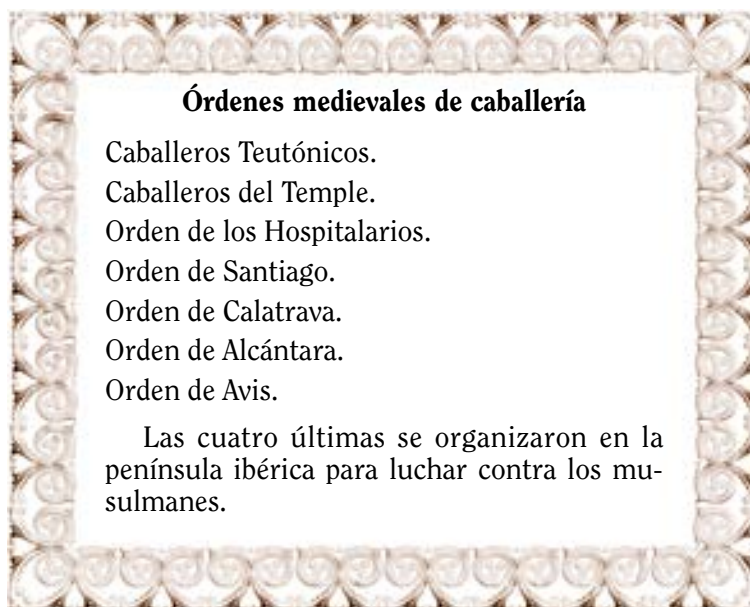 Órdenes medievales de caballería
Caballeros Teutónicos.
Caballeros del Temple.
Orden de los Hospitalarios.
Orden de Santiago.
Orden de Calatrava.
Orden de Alcántara.
Orden de Avis.
Las cuatro últimas se organizaron en la
península ibérica para luchar contra los mu-
sulmanes.